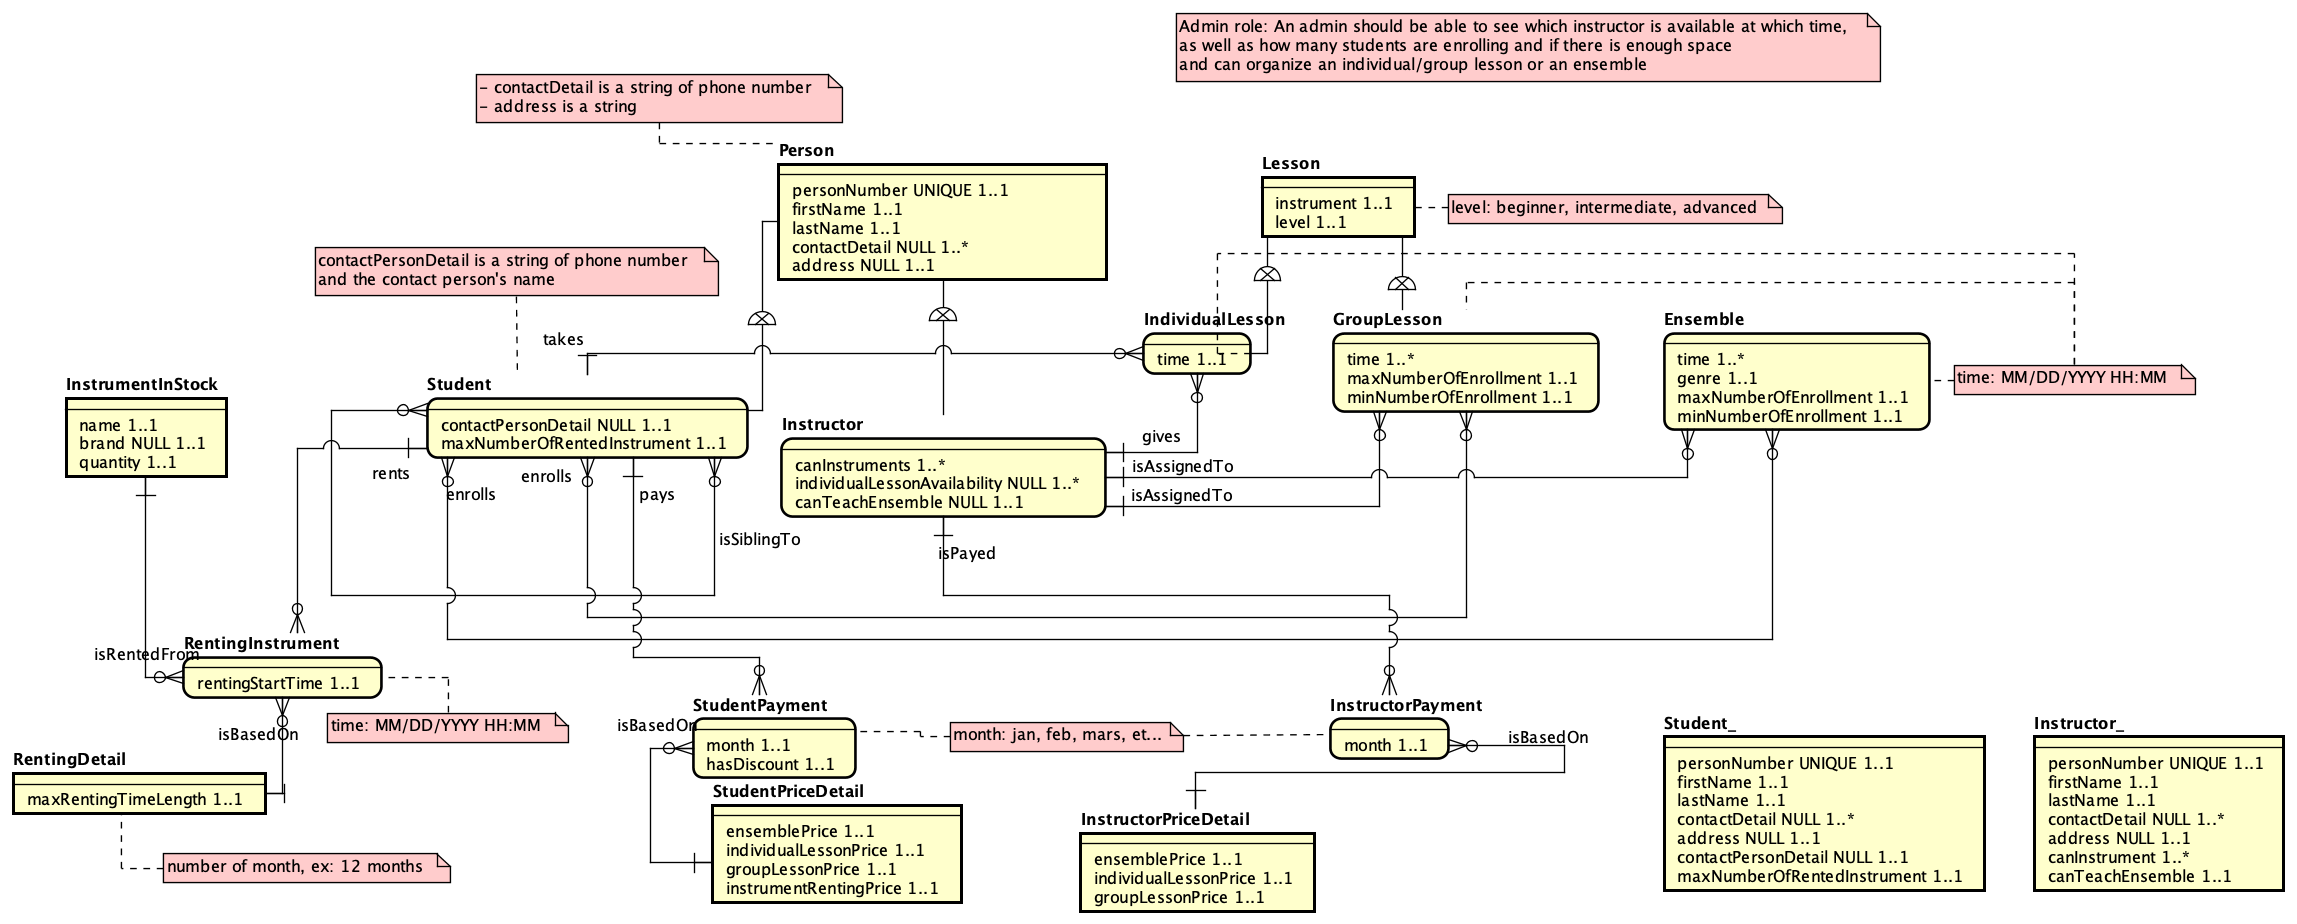 Admin role: An admin should be able to see which instructor is available at which time,
as well as how many students are enrolling and if there is enough space
and can organize an individual/group lesson or an ensemble
- contactDetail is a string of phone number
- address is a string
Person
personNumber UNIQUE 1..1
firstName 1..1
lastName 1..1
contactDetail NULL 1..*
address NULL 1..1
Lesson
instrument 1..1
level 1..1
level: beginner, intermediate, advanced
contactPersonDetail is a string of phone number
and the contact person's name
takes
IndividualLesson
time 1..1
GroupLesson
time 1..*
maxNumberOfEnrollment 1..1
minNumberOfEnrollment 1..1
Ensemble
time 1..*
genre 1..1
maxNumberOfEnrollment 1..1
minNumberOfEnrollment 1..1
time: MM/DD/YYYY HH:MM
InstrumentInStock
name 1..1
brand NULL 1..1
quantity 1..1
Student
contactPersonDetail NULL 1..1
maxNumberOfRentedInstrument 1..1
rents
enrolls
enrolls
pays
isSiblingTo
Instructor
canInstruments 1..*
individualLessonAvailability NULL 1..*
canTeachEnsemble NULL 1..1
gives
isAssignedTo
isAssignedTo
isPayed
isRentedFrom
RentingInstrument
rentingStartTime 1..1
time: MM/DD/YYYY HH:MM
isBasedOn
RentingDetail
maxRentingTimeLength 1..1
number of month, ex: 12 months
StudentPayment
month 1..1
hasDiscount 1..1
isBasedOn
month: jan, feb, mars, et...
StudentPriceDetail
ensemblePrice 1..1
individualLessonPrice 1..1
groupLessonPrice 1..1
instrumentRentingPrice 1..1
InstructorPayment
month 1..1
isBasedOn
InstructorPriceDetail
ensemblePrice 1..1
individualLessonPrice 1..1
groupLessonPrice 1..1
Student_
personNumber UNIQUE 1..1
firstName 1..1
lastName 1..1
contactDetail NULL 1..*
address NULL 1..1
contactPersonDetail NULL 1..1
maxNumberOfRentedInstrument 1..1
Instructor_
personNumber UNIQUE 1..1
firstName 1..1
lastName 1..1
contactDetail NULL 1..*
address NULL 1..1
canInstrument 1..*
canTeachEnsemble 1..1